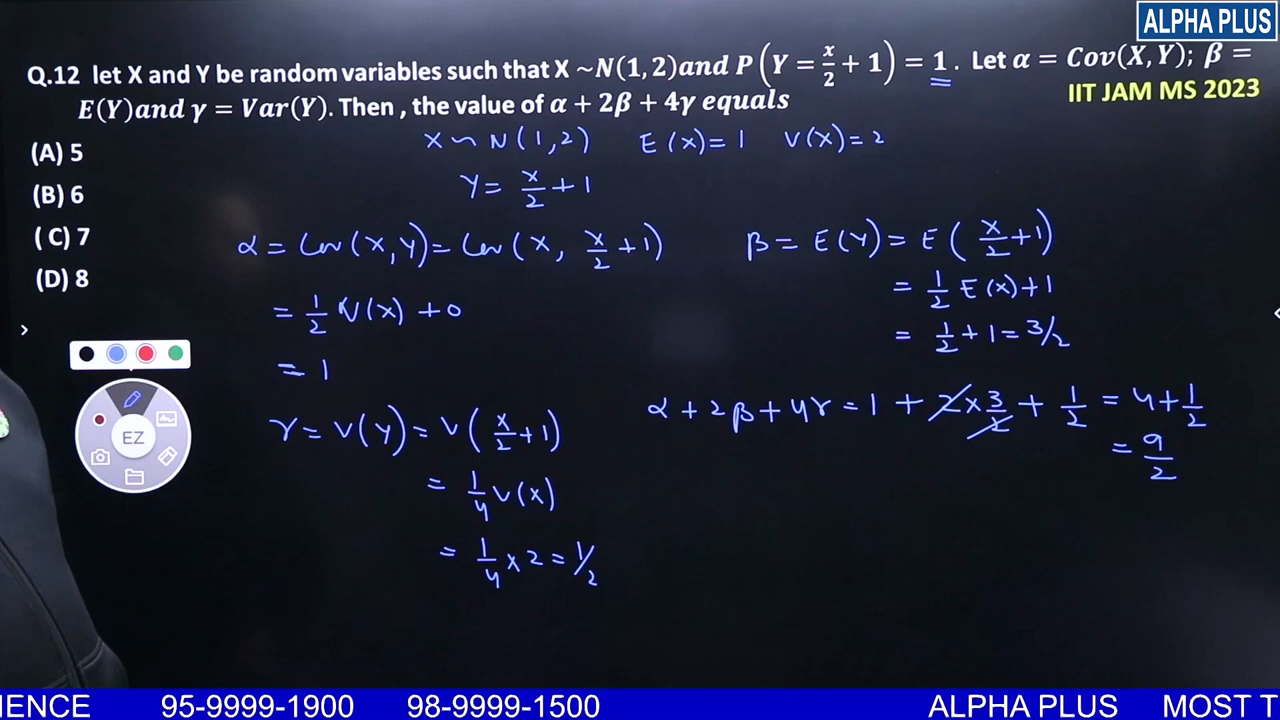 ALPHA PLUS
Q.12 let X and Y be random variables such that X ~N(1,2)and P(Y = x/2 + 1) = 1. Let α = Cov(X,Y); β =
E(Y)and γ = Var(Y). Then , the value of α + 2β + 4γ equals
IIT JAM MS 2023
(A) 5
(B) 6
( C) 7
(D) 8
X ~ N(1,2) E(X)=1 V(X)=2
Y = x/2 + 1
α = Cov(X,Y) = Cov(X, x/2 + 1)
= 1/2 V(X) + 0
= 1
β = E(Y) = E(x/2 + 1)
= 1/2 E(X)+1
= 1/2 + 1 = 3/2
γ = V(Y) = V(x/2 + 1)
= 1/4 V(X)
= 1/4 × 2 = 1/2
α + 2β + 4γ = 1 + 2×3/2 + 1/2 = 4+1/2
= 9/2
EZ
IENCE 95-9999-1900 98-9999-1500 ALPHA PLUS MOST T